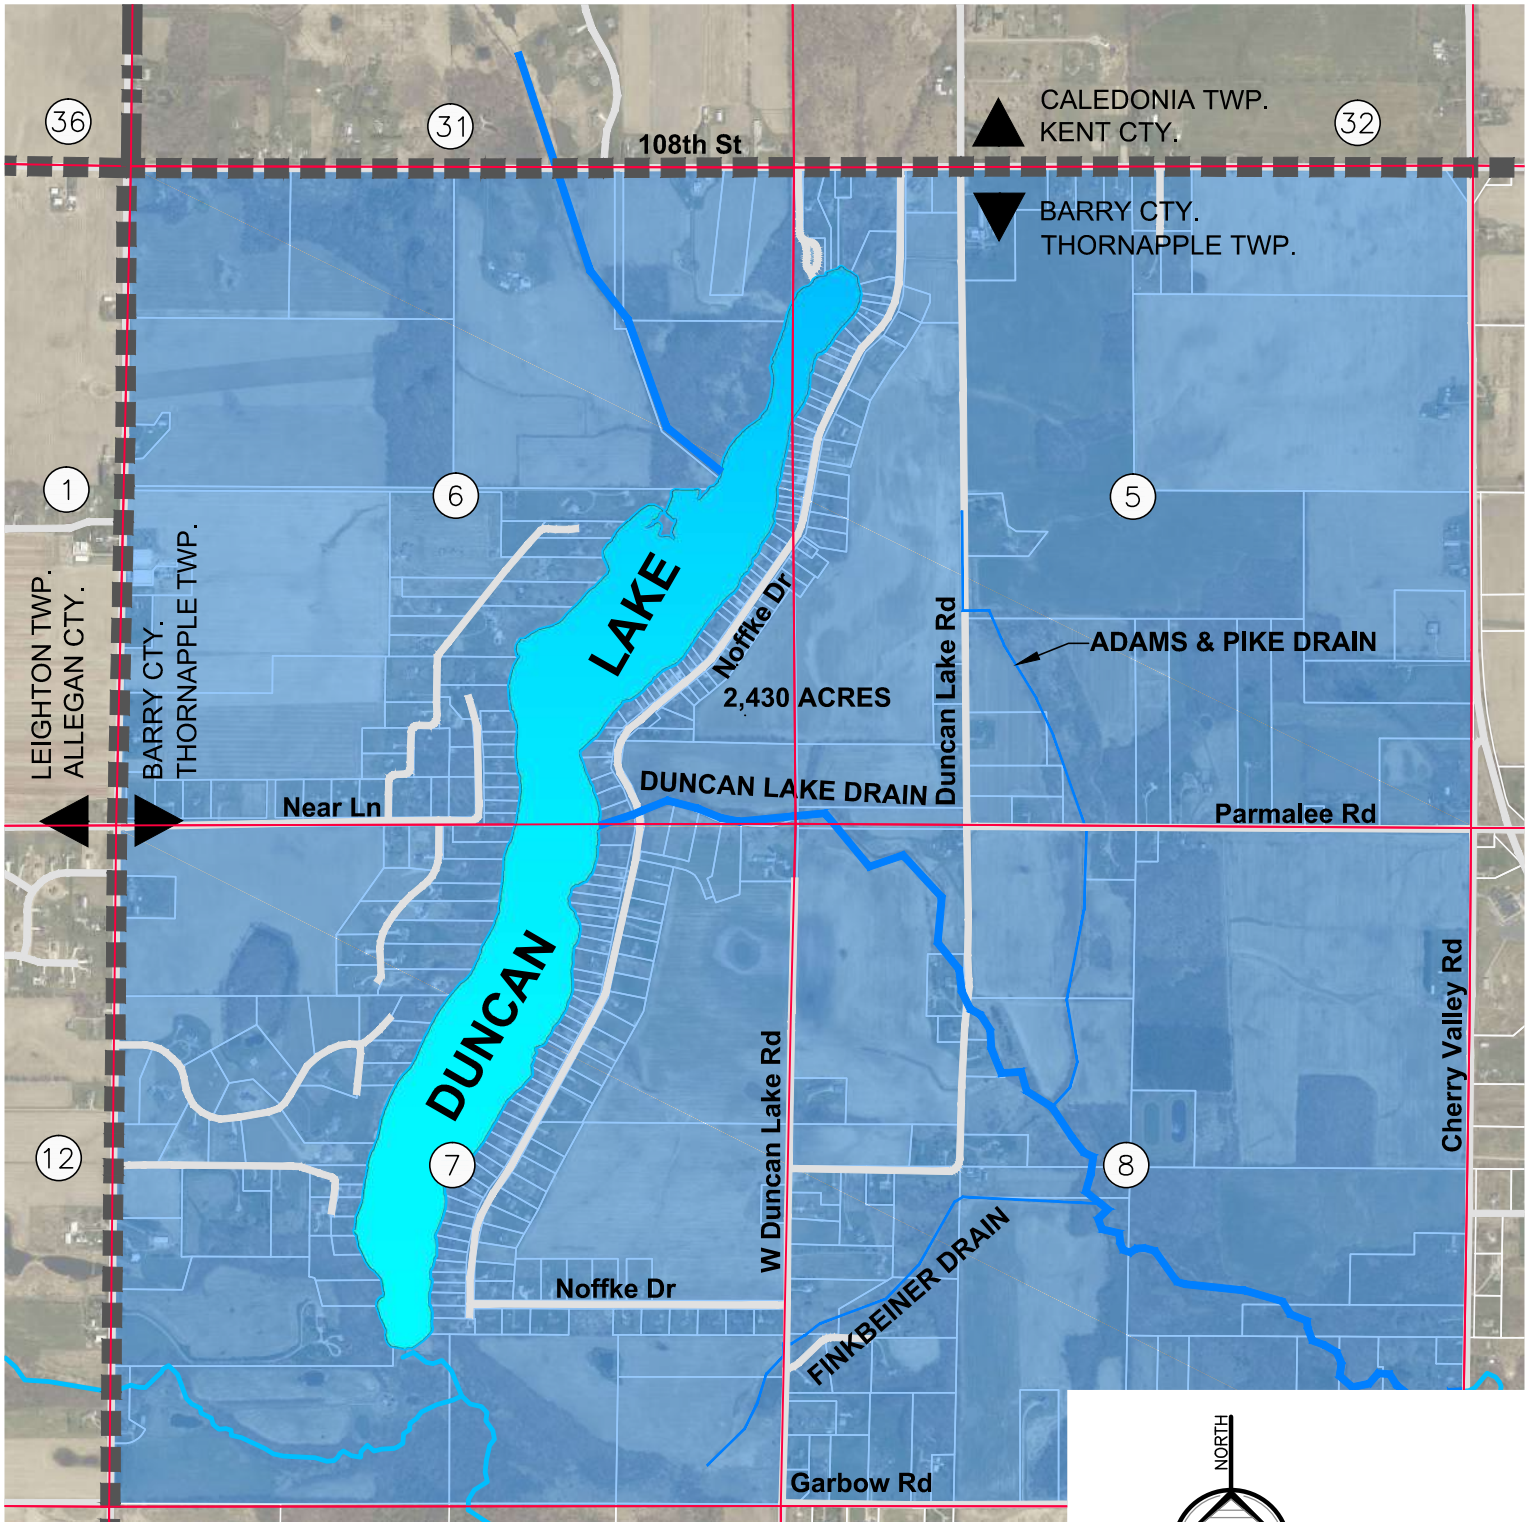 CALEDONIA TWP.
KENT CTY.
36
31
32
108th St
BARRY CTY.
THORNAPPLE TWP.
1
6
5
LEIGHTON TWP.
ALLEGAN CTY.
BARRY CTY.
THORNAPPLE TWP.
LAKE
Noffke Dr
Duncan Lake Rd
ADAMS & PIKE DRAIN
2,430 ACRES
DUNCAN LAKE DRAIN
Near Ln
Parmalee Rd
DUNCAN
Cherry Valley Rd
W Duncan Lake Rd
12
7
8
FINKBEINER DRAIN
Noffke Dr
Garbow Rd
NORTH